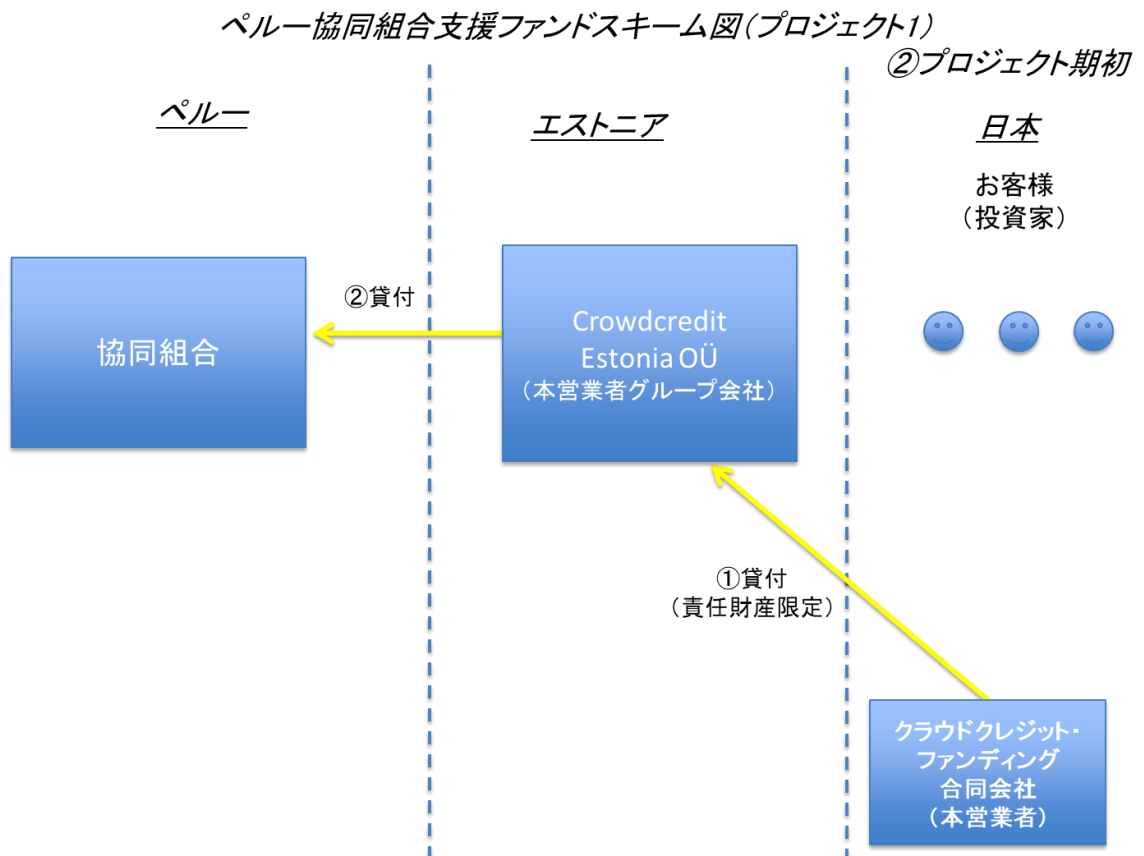 ペルー協同組合支援ファンドスキーム図(プロジェクト1)
②プロジェクト期初
ペルー
エストニア
日本
お客様
(投資家)
協同組合
②貸付
Crowdcredit
Estonia OÜ
(本営業者グループ会社)
①貸付
(責任財産限定)
クラウドクレジット・
ファンディング
合同会社
(本営業者)